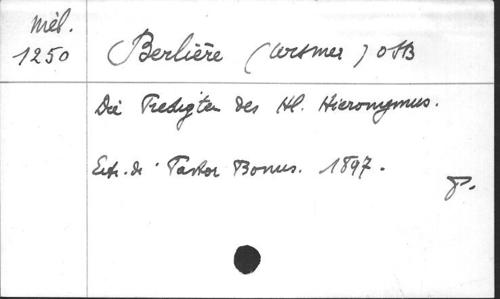 Mél.
1250
Berlière (Ursmer) OSB
Die Predigten des Hl. Hieronymus.
Extr. de Pastor Bonus. 1897.
P.